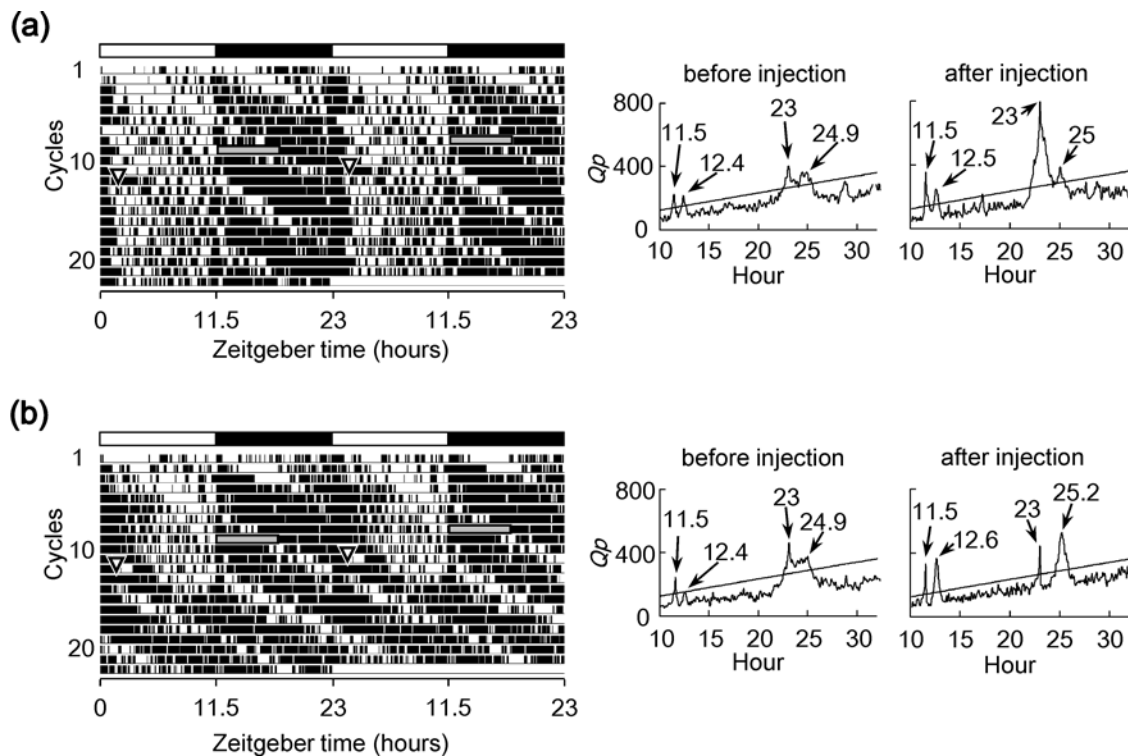 (a)
1
10
20
Cycles
0 11.5 23 11.5 23
Zeitgeber time (hours)
before injection
after injection
800
400
0
Qp
11.5
12.4
23
24.9
10 15 20 25 30
Hour
11.5
12.5
23
25
10 15 20 25 30
Hour
(b)
1
10
20
Cycles
0 11.5 23 11.5 23
Zeitgeber time (hours)
before injection
after injection
800
400
0
Qp
11.5
12.4
23
24.9
10 15 20 25 30
Hour
11.5
12.6
23
25.2
10 15 20 25 30
Hour